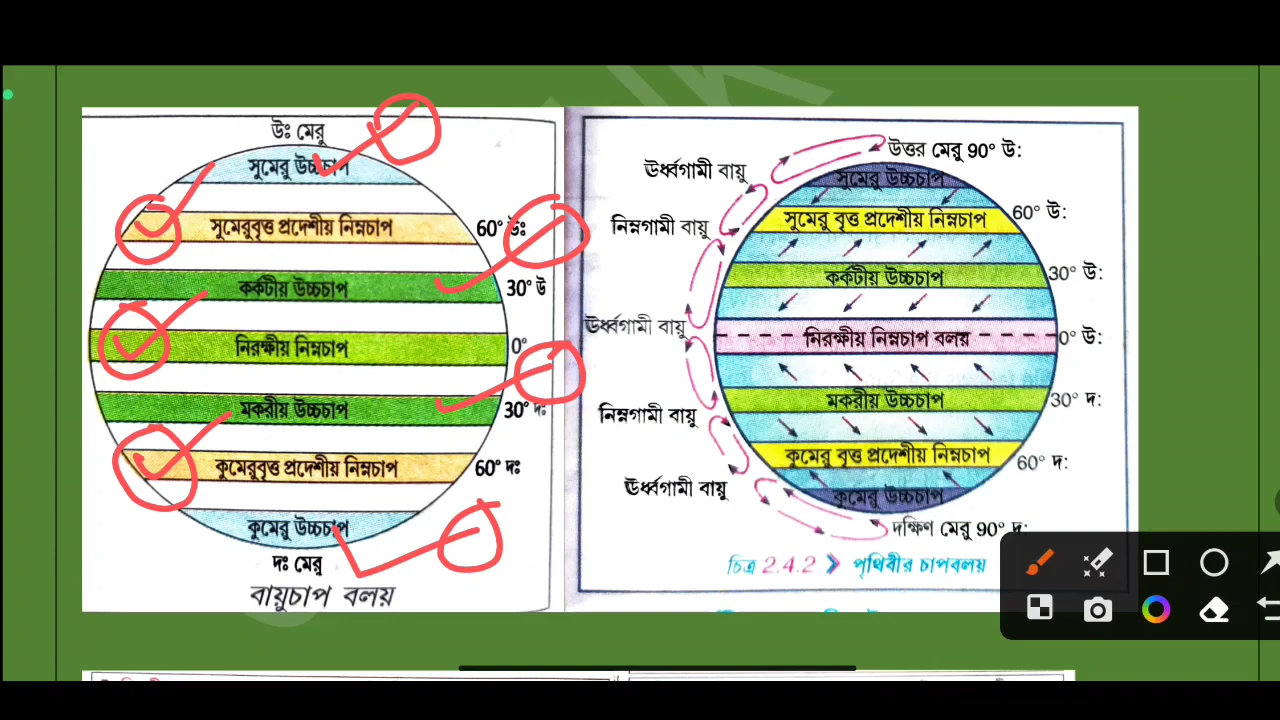 উঃ মেরু
সুমেরু উচ্চচাপ
সুমেরুবৃত্ত প্রদেশীয় নিম্নচাপ
60° উঃ
কর্কটীয় উচ্চচাপ
30° উ
নিরক্ষীয় নিম্নচাপ
0°
মকরীয় উচ্চচাপ
30° দঃ
কুমেরুবৃত্ত প্রদেশীয় নিম্নচাপ
60° দঃ
কুমেরু উচ্চচাপ
দঃ মেরু
বায়ুচাপ বলয়
উত্তর মেরু 90° উ:
ঊর্ধ্বগামী বায়ু
সুমেরু উচ্চচাপ
60° উ:
নিম্নগামী বায়ু
সুমেরু বৃত্ত প্রদেশীয় নিম্নচাপ
কর্কটীয় উচ্চচাপ
30° উ:
ঊর্ধ্বগামী বায়ু
নিরক্ষীয় নিম্নচাপ বলয়
0° উ:
মকরীয় উচ্চচাপ
30° দ:
নিম্নগামী বায়ু
কুমেরু বৃত্ত প্রদেশীয় নিম্নচাপ
60° দ:
ঊর্ধ্বগামী বায়ু
কুমেরু উচ্চচাপ
দক্ষিণ মেরু 90° দ:
চিত্র 2.4.2 পৃথিবীর চাপবলয়